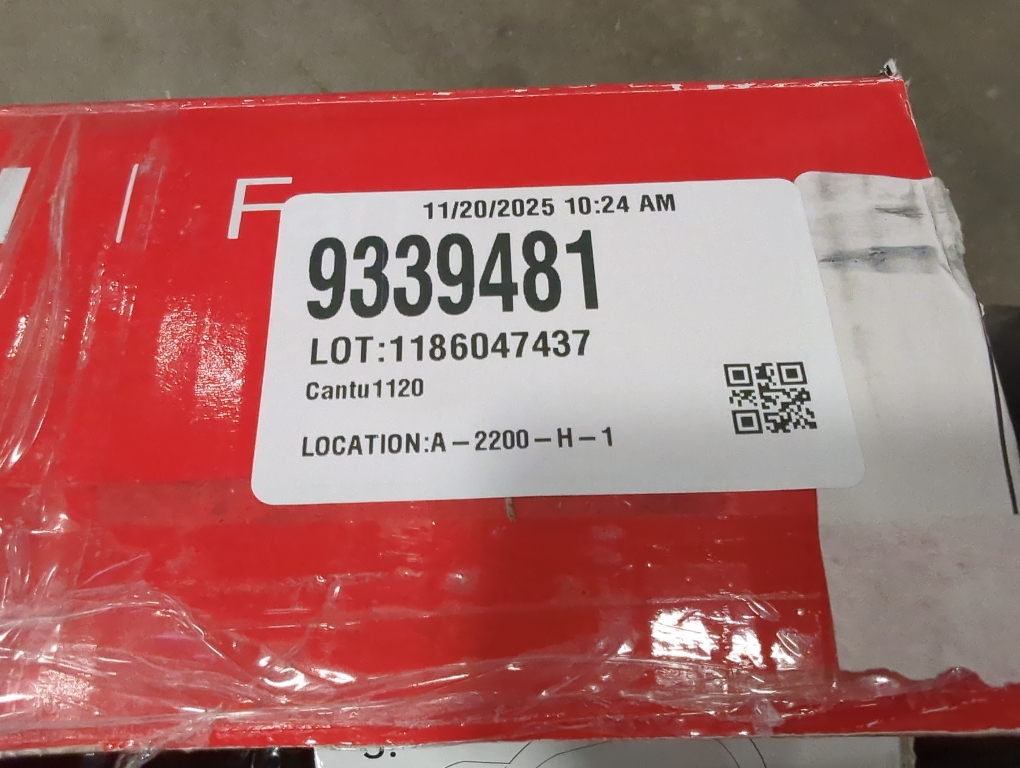 I F
11/20/2025 10:24 AM
9339481
LOT:1186047437
Cantu1120
LOCATION:A-2200-H-1